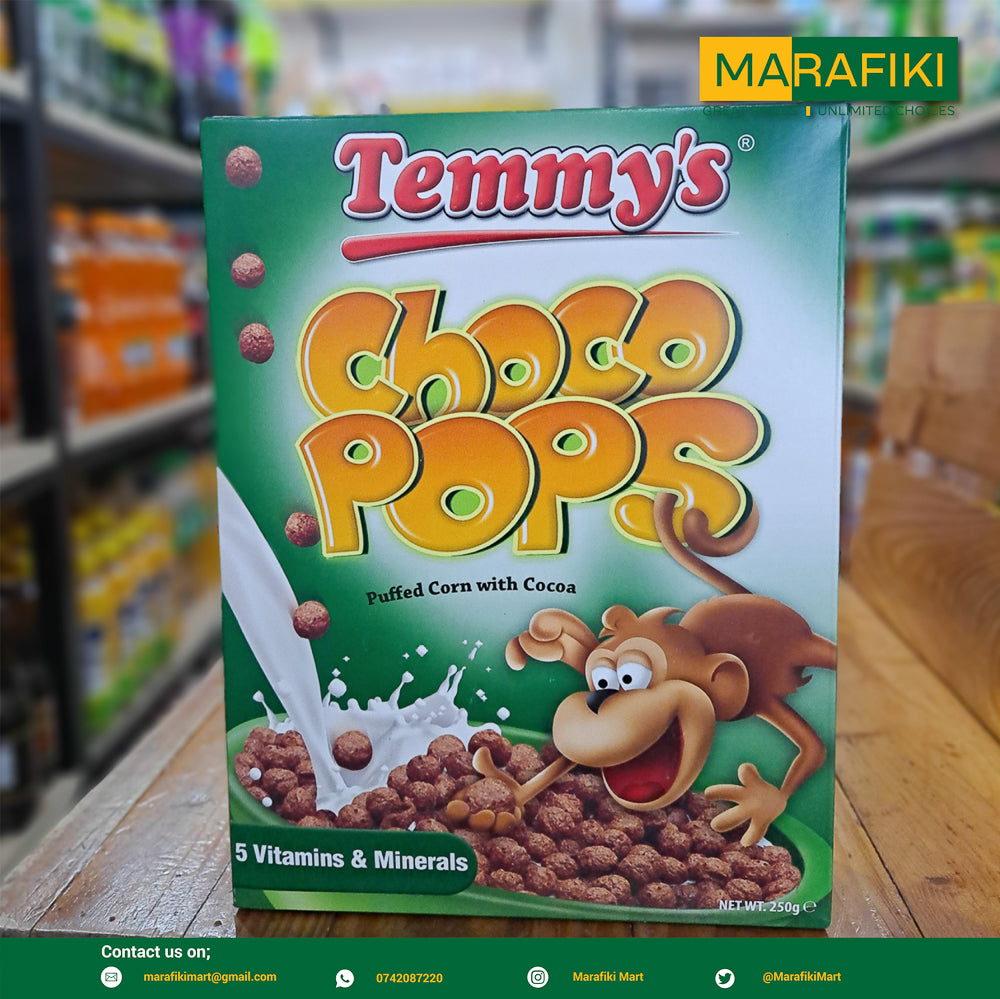 MARAFIKI
UNLIMITED CHOICES
Temmy's ®
Choco
POPS
Puffed Corn with Cocoa
5 Vitamins & Minerals
NET WT. 250g ℮
Contact us on;
marafikimart@gmail.com
0742087220
Marafiki Mart
@MarafikiMart